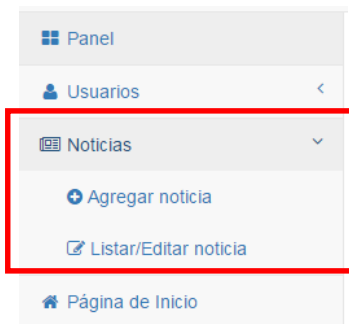 Panel
Usuarios
Noticias
Agregar noticia
Listar/Editar noticia
Página de Inicio